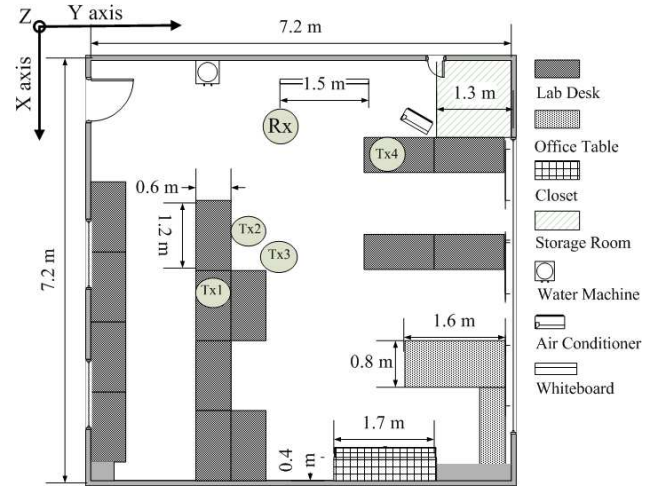 Z
Y axis
X axis
7.2 m
1.5 m
1.3 m
Rx
Tx4
0.6 m
1.2 m
Tx2
Tx3
Tx1
7.2 m
1.6 m
0.8 m
1.7 m
0.4 m
Lab Desk
Office Table
Closet
Storage Room
Water Machine
Air Conditioner
Whiteboard